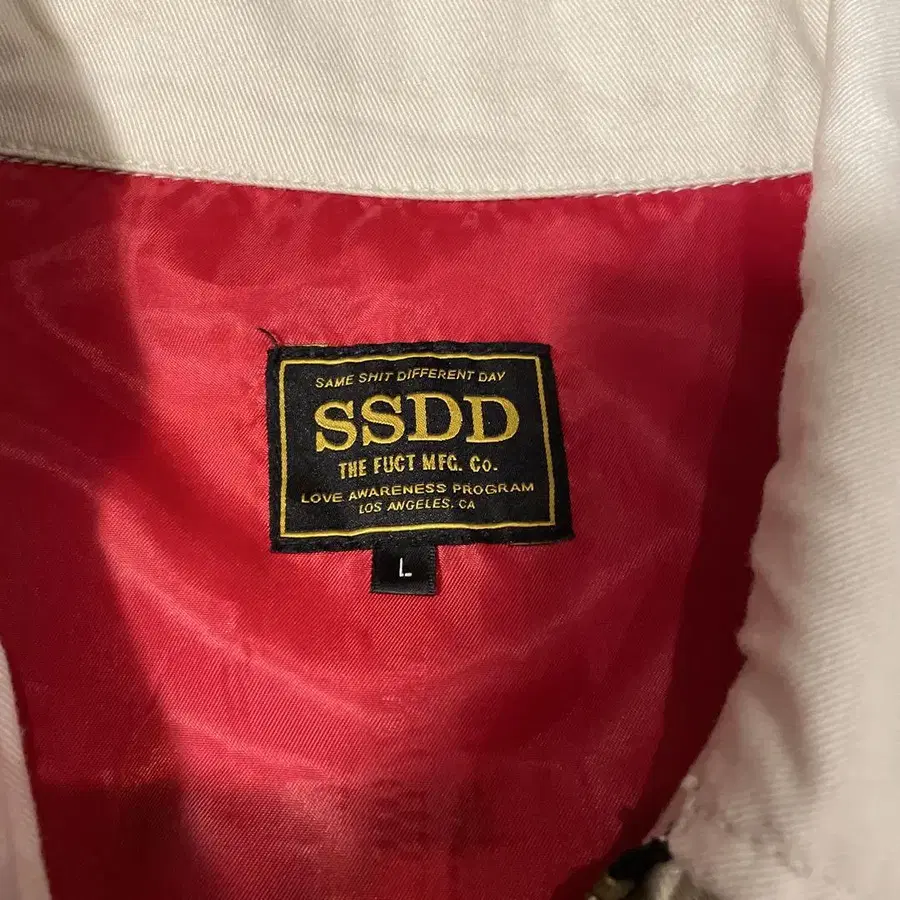 SAME SHIT DIFFERENT DAY
SSDD
THE FUCT MFG. Co.
LOVE AWARENESS PROGRAM
LOS ANGELES, CA
L